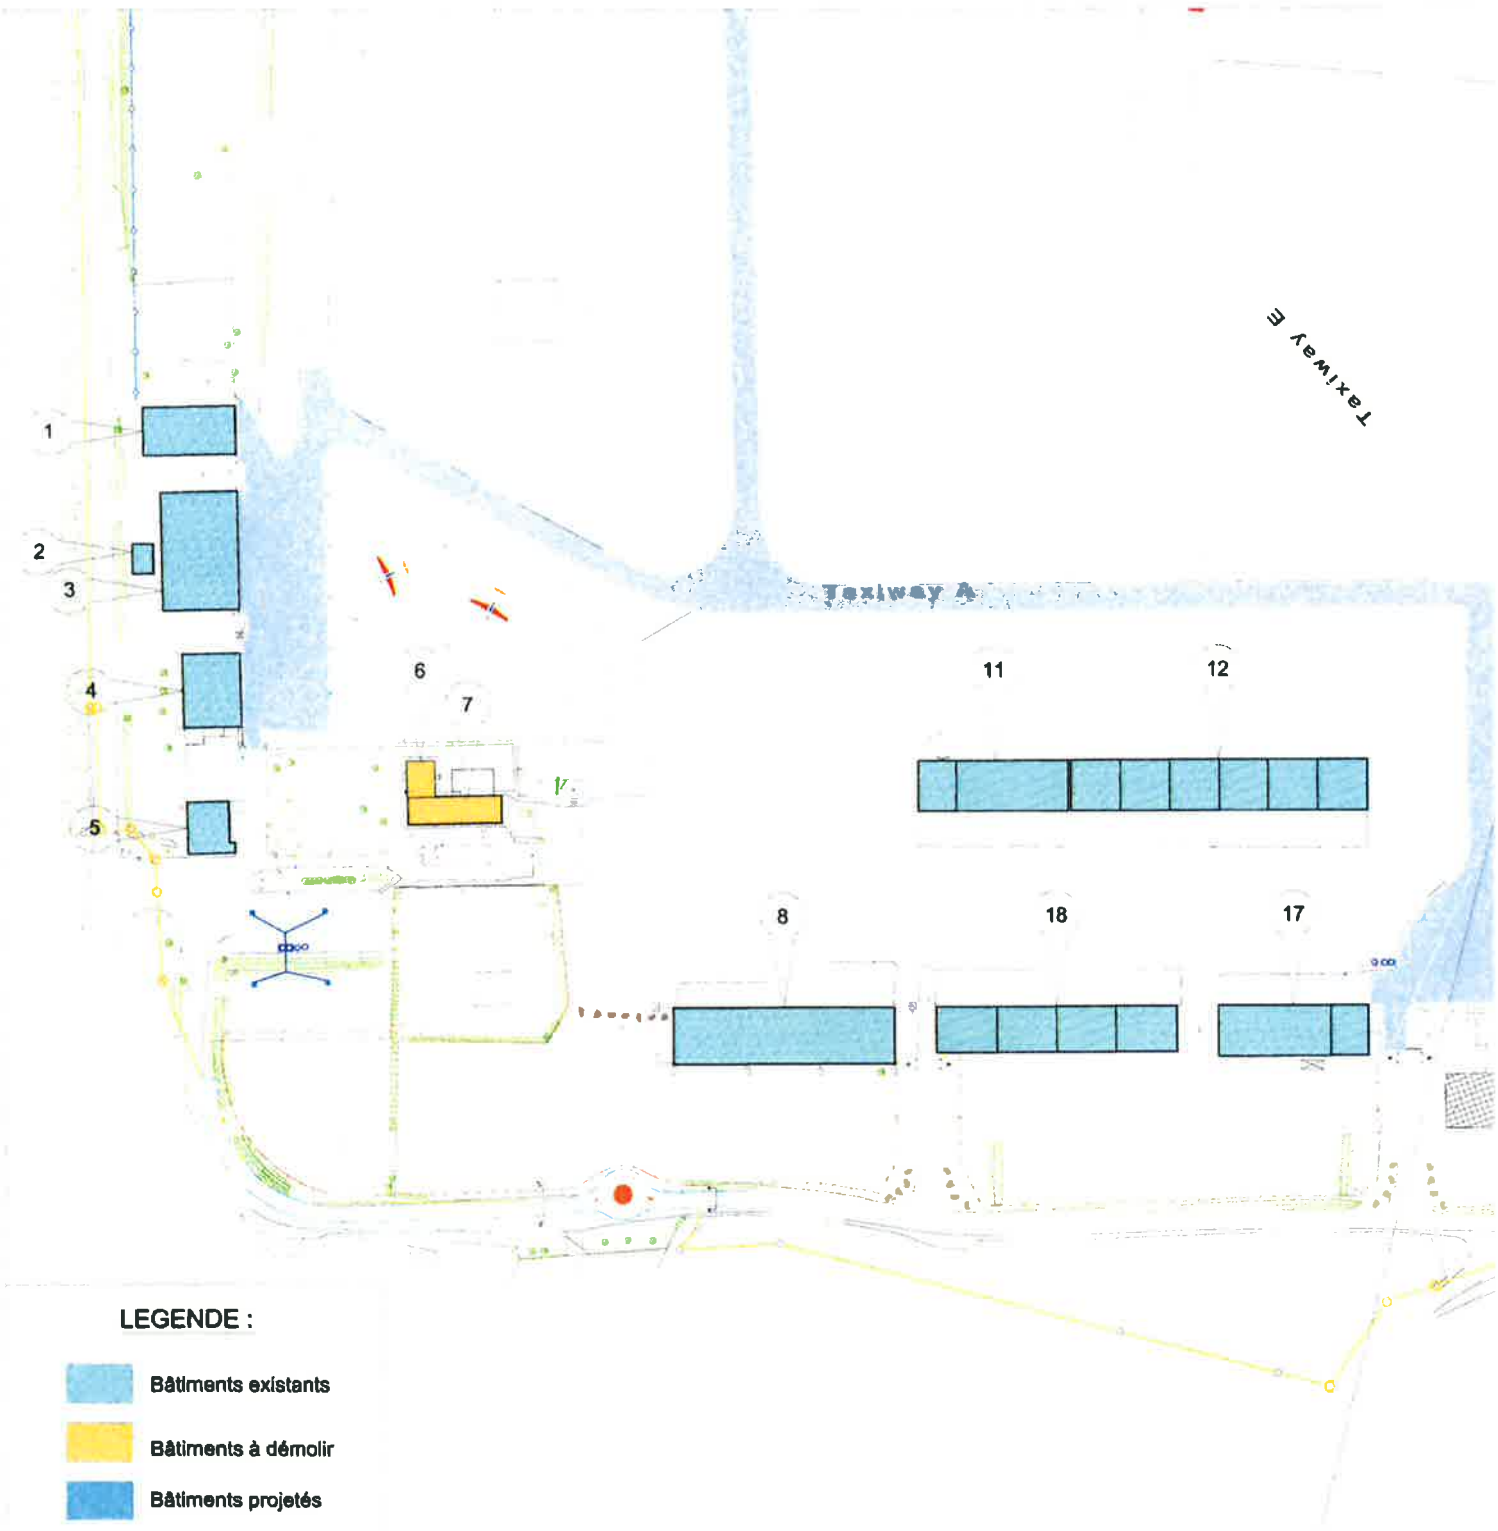 Taxiway E
1
2
3
Taxiway A
6
11
12
4
7
5
8
18
17
LEGENDE :
Bâtiments existants
Bâtiments à démolir
Bâtiments projetés